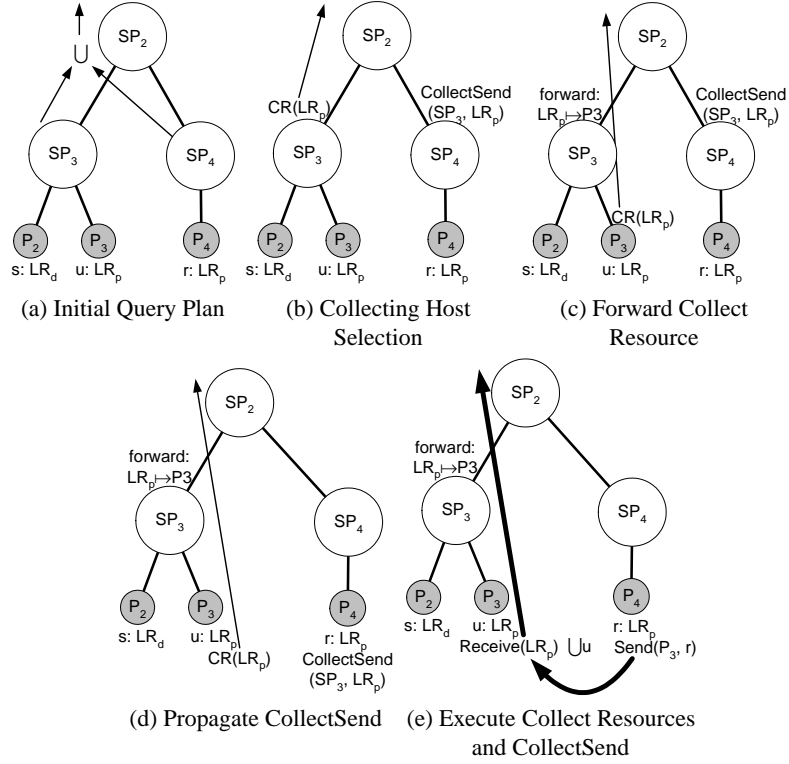 SP2
∪
SP3
SP4
P2
P3
P4
s: LRd
u: LRp
r: LRp
(a) Initial Query Plan
SP2
CR(LRp)
CollectSend
(SP3, LRp)
SP3
SP4
P2
P3
P4
s: LRd
u: LRp
r: LRp
(b) Collecting Host
Selection
SP2
forward:
LRp↦P3
CollectSend
(SP3, LRp)
SP3
SP4
CR(LRp)
P2
P3
P4
s: LRd
u: LRp
r: LRp
(c) Forward Collect
Resource
SP2
forward:
LRp↦P3
SP3
SP4
P2
P3
P4
s: LRd
u: LRp
r: LRp
CR(LRp)
CollectSend
(SP3, LRp)
(d) Propagate CollectSend
SP2
forward:
LRp↦P3
SP3
SP4
P2
P3
P4
s: LRd
u: LRp
r: LRp
Receive(LRp) ∪u
Send(P3, r)
(e) Execute Collect Resources
and CollectSend